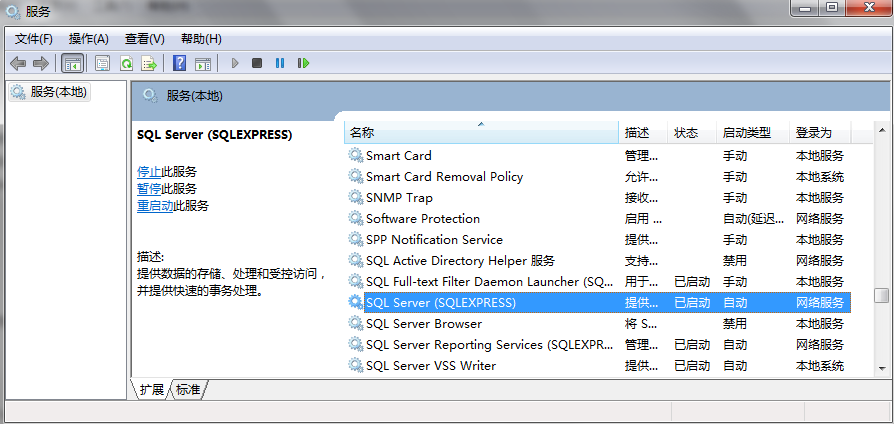 服务
文件(F) 操作(A) 查看(V) 帮助(H)
服务(本地)
服务(本地)
SQL Server (SQLEXPRESS)
停止此服务
暂停此服务
重启动此服务
描述:
提供数据的存储、处理和受控访问，
并提供快速的事务处理。
名称 描述 状态 启动类型 登录为
Smart Card 管理... 手动 本地服务
Smart Card Removal Policy 允许... 手动 本地系统
SNMP Trap 接收... 手动 本地服务
Software Protection 启用 ... 自动(延迟... 网络服务
SPP Notification Service 提供... 手动 本地服务
SQL Active Directory Helper 服务 支持... 禁用 网络服务
SQL Full-text Filter Daemon Launcher (SQ... 用于... 已启动 手动 本地服务
SQL Server (SQLEXPRESS) 提供... 已启动 自动 网络服务
SQL Server Browser 将 S... 禁用 本地服务
SQL Server Reporting Services (SQLEXPR... 管理... 已启动 自动 网络服务
SQL Server VSS Writer 提供... 已启动 自动 本地系统
扩展 标准